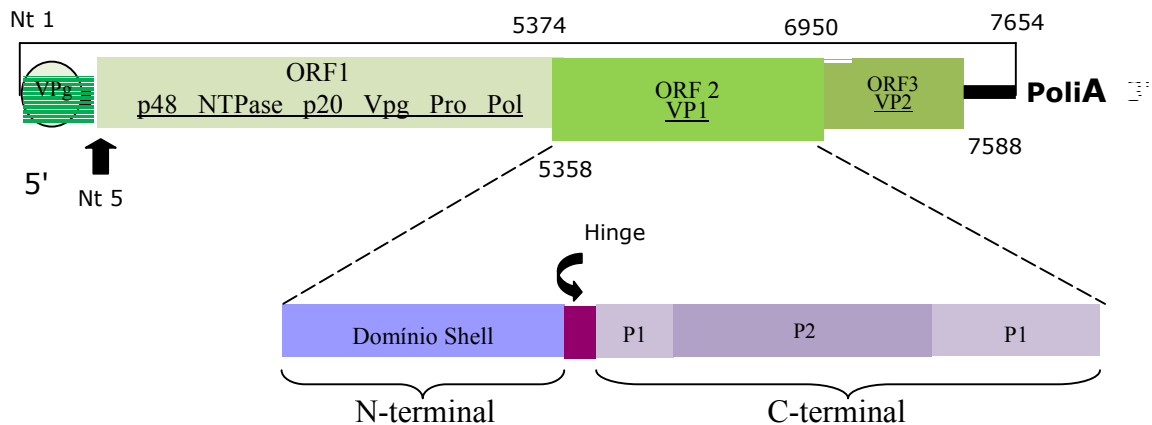 Nt 1
5374
6950
7654
VPg
ORF1
p48 NTPase p20 Vpg Pro Pol
ORF 2
VP1
ORF3
VP2
PoliA
5'
Nt 5
5358
7588
Hinge
Domínio Shell
P1
P2
P1
N-terminal
C-terminal